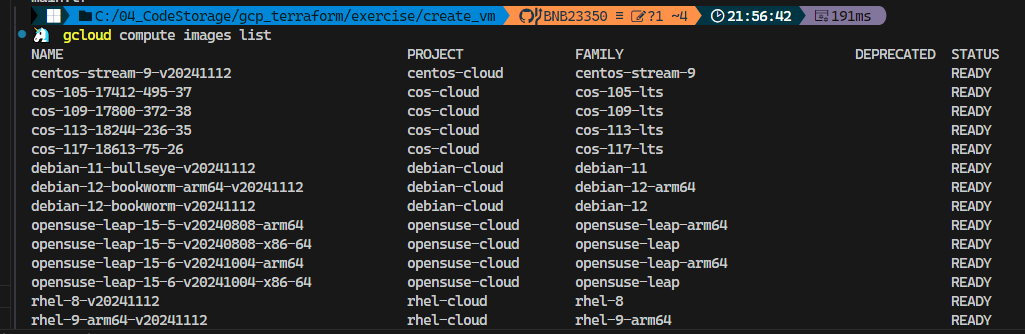 C:/04_CodeStorage/gcp_terraform/exercise/create_vm BNB23350 ≡ ?1 ~4 21:56:42 191ms
gcloud compute images list
NAME PROJECT FAMILY DEPRECATED STATUS
centos-stream-9-v20241112 centos-cloud centos-stream-9 READY
cos-105-17412-495-37 cos-cloud cos-105-lts READY
cos-109-17800-372-38 cos-cloud cos-109-lts READY
cos-113-18244-236-35 cos-cloud cos-113-lts READY
cos-117-18613-75-26 cos-cloud cos-117-lts READY
debian-11-bullseye-v20241112 debian-cloud debian-11 READY
debian-12-bookworm-arm64-v20241112 debian-cloud debian-12-arm64 READY
debian-12-bookworm-v20241112 debian-cloud debian-12 READY
opensuse-leap-15-5-v20240808-arm64 opensuse-cloud opensuse-leap-arm64 READY
opensuse-leap-15-5-v20240808-x86-64 opensuse-cloud opensuse-leap READY
opensuse-leap-15-6-v20241004-arm64 opensuse-cloud opensuse-leap-arm64 READY
opensuse-leap-15-6-v20241004-x86-64 opensuse-cloud opensuse-leap READY
rhel-8-v20241112 rhel-cloud rhel-8 READY
rhel-9-arm64-v20241112 rhel-cloud rhel-9-arm64 READY